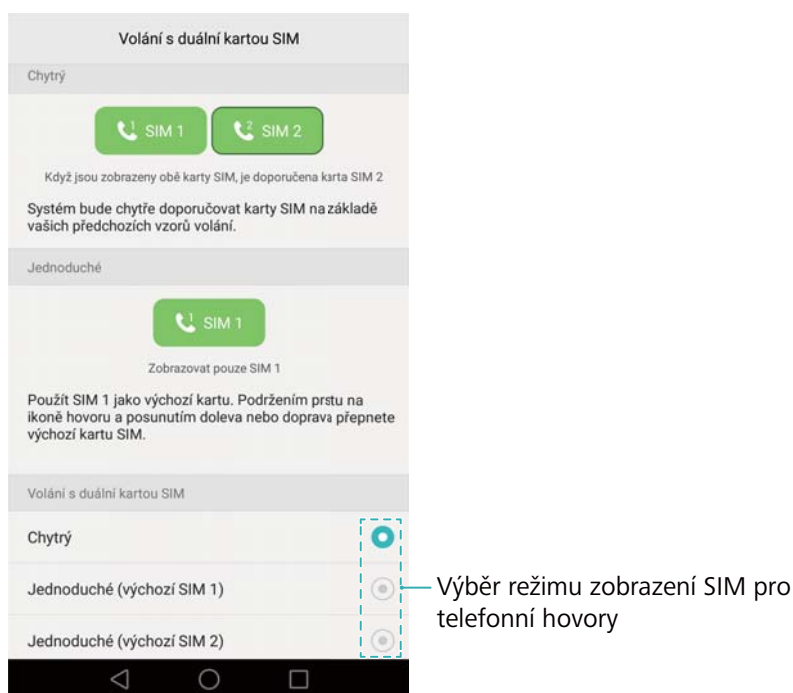 Volání s duální kartou SIM
Chytrý
1 SIM 1
2 SIM 2
Když jsou zobrazeny obě karty SIM, je doporučena karta SIM 2
Systém bude chytře doporučovat karty SIM na základě
vašich předchozích vzorů volání.
Jednoduché
1 SIM 1
Zobrazovat pouze SIM 1
Použít SIM 1 jako výchozí kartu. Podržením prstu na
ikoně hovoru a posunutím doleva nebo doprava přepnete
výchozí kartu SIM.
Volání s duální kartou SIM
Chytrý
Jednoduché (výchozí SIM 1)
Jednoduché (výchozí SIM 2)
Výběr režimu zobrazení SIM pro
telefonní hovory